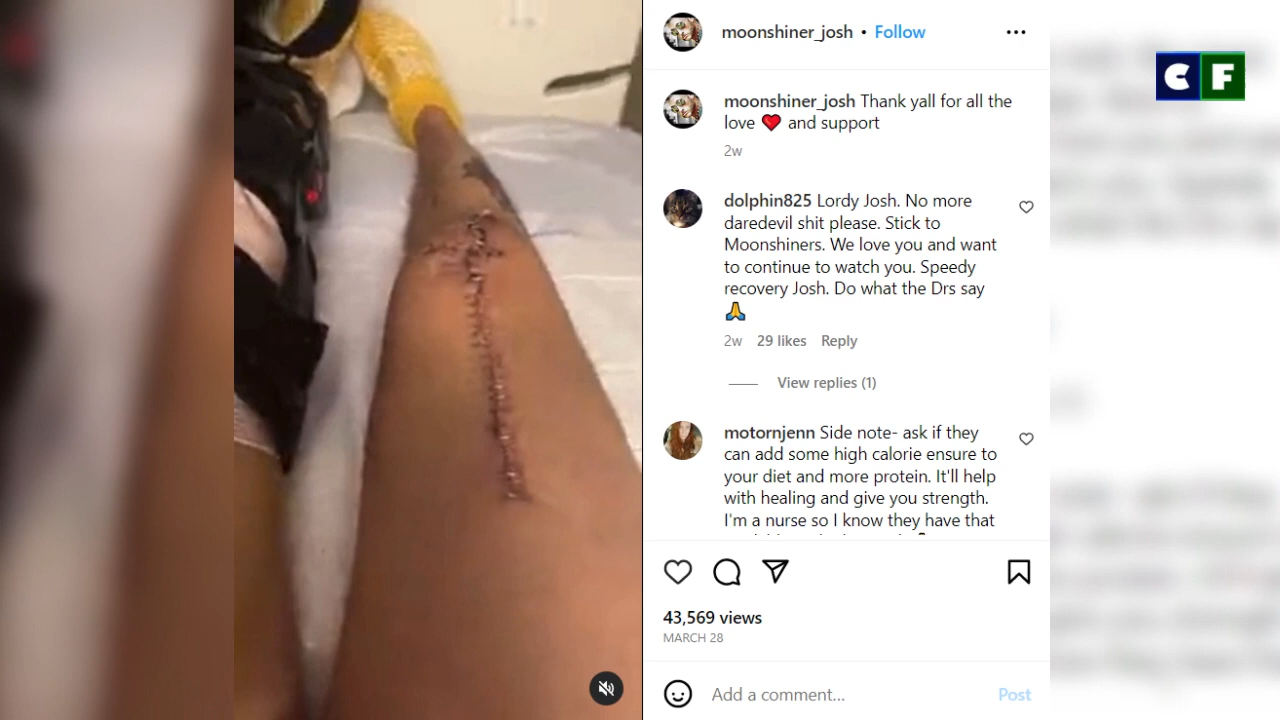 moonshiner_josh • Follow
C F
moonshiner_josh Thank yall for all the
love ❤️ and support
2w
dolphin825 Lordy Josh. No more
daredevil shit please. Stick to
Moonshiners. We love you and want
to continue to watch you. Speedy
recovery Josh. Do what the Drs say
🙏
2w 29 likes Reply
View replies (1)
motornjenn Side note- ask if they
can add some high calorie ensure to
your diet and more protein. It'll help
with healing and give you strength.
I'm a nurse so I know they have that
43,569 views
MARCH 28
Add a comment... Post